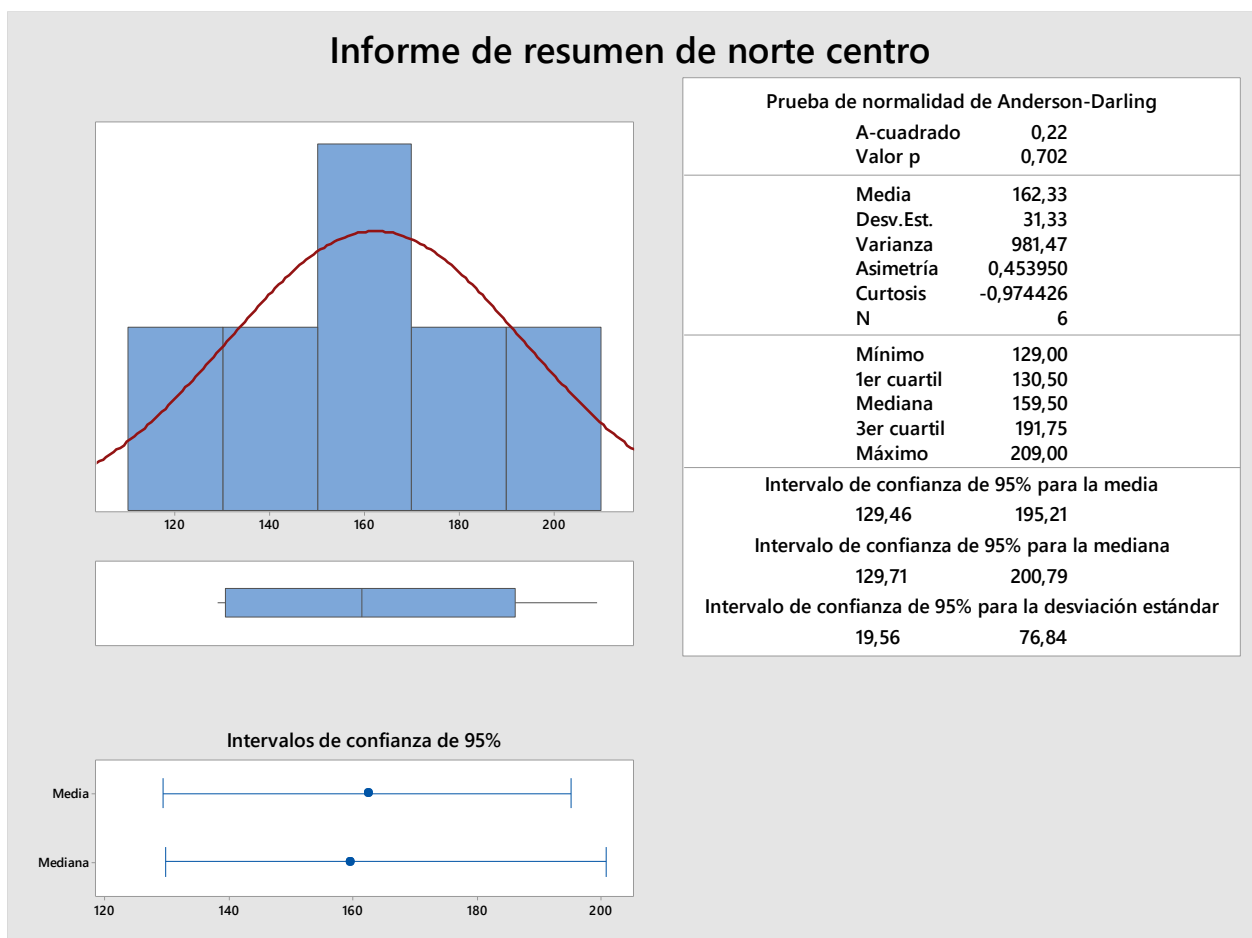 Informe de resumen de norte centro
120 140 160 180 200
Intervalos de confianza de 95%
Media
Mediana
120 140 160 180 200
Prueba de normalidad de Anderson-Darling
A-cuadrado 0,22
Valor p 0,702
Media 162,33
Desv.Est. 31,33
Varianza 981,47
Asimetría 0,453950
Curtosis -0,974426
N 6
Mínimo 129,00
1er cuartil 130,50
Mediana 159,50
3er cuartil 191,75
Máximo 209,00
Intervalo de confianza de 95% para la media
129,46 195,21
Intervalo de confianza de 95% para la mediana
129,71 200,79
Intervalo de confianza de 95% para la desviación estándar
19,56 76,84